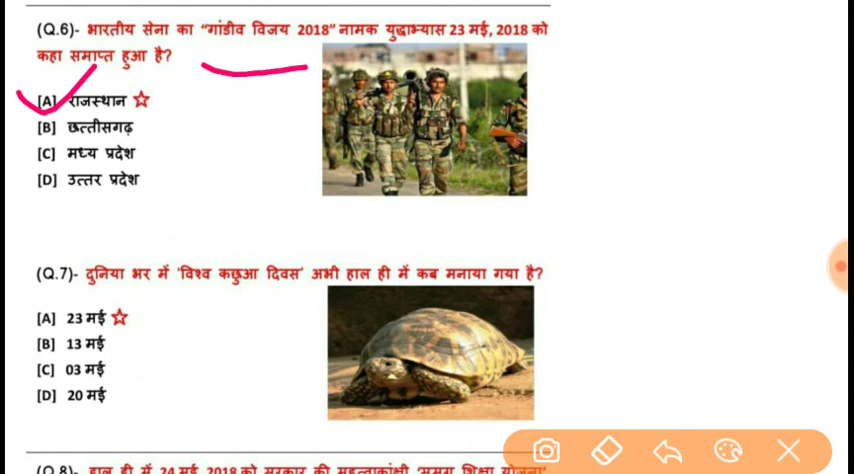 (Q.6)- भारतीय सेना का “गांडीव विजय 2018” नामक युद्धाभ्यास 23 मई, 2018 को
कहा समाप्त हुआ है?
[A] राजस्थान ☆
[B] छत्तीसगढ़
[C] मध्य प्रदेश
[D] उत्तर प्रदेश
(Q.7)- दुनिया भर में 'विश्व कछुआ दिवस' अभी हाल ही में कब मनाया गया है?
[A] 23 मई ☆
[B] 13 मई
[C] 03 मई
[D] 20 मई
(Q.8)- हाल ही में 24 मई 2018 को सरकार की महत्वाकांक्षी 'समग्र शिक्षा योजना'